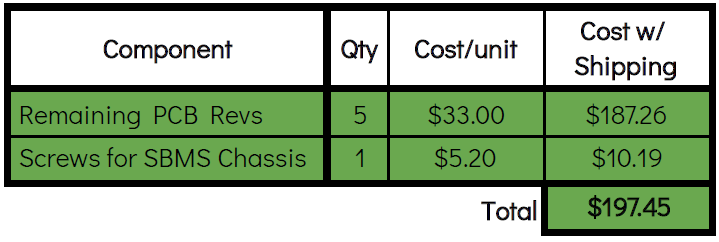 Component Qty Cost/unit Cost w/ Shipping
Remaining PCB Revs 5 $33.00 $187.26
Screws for SBMS Chassis 1 $5.20 $10.19
Total $197.45